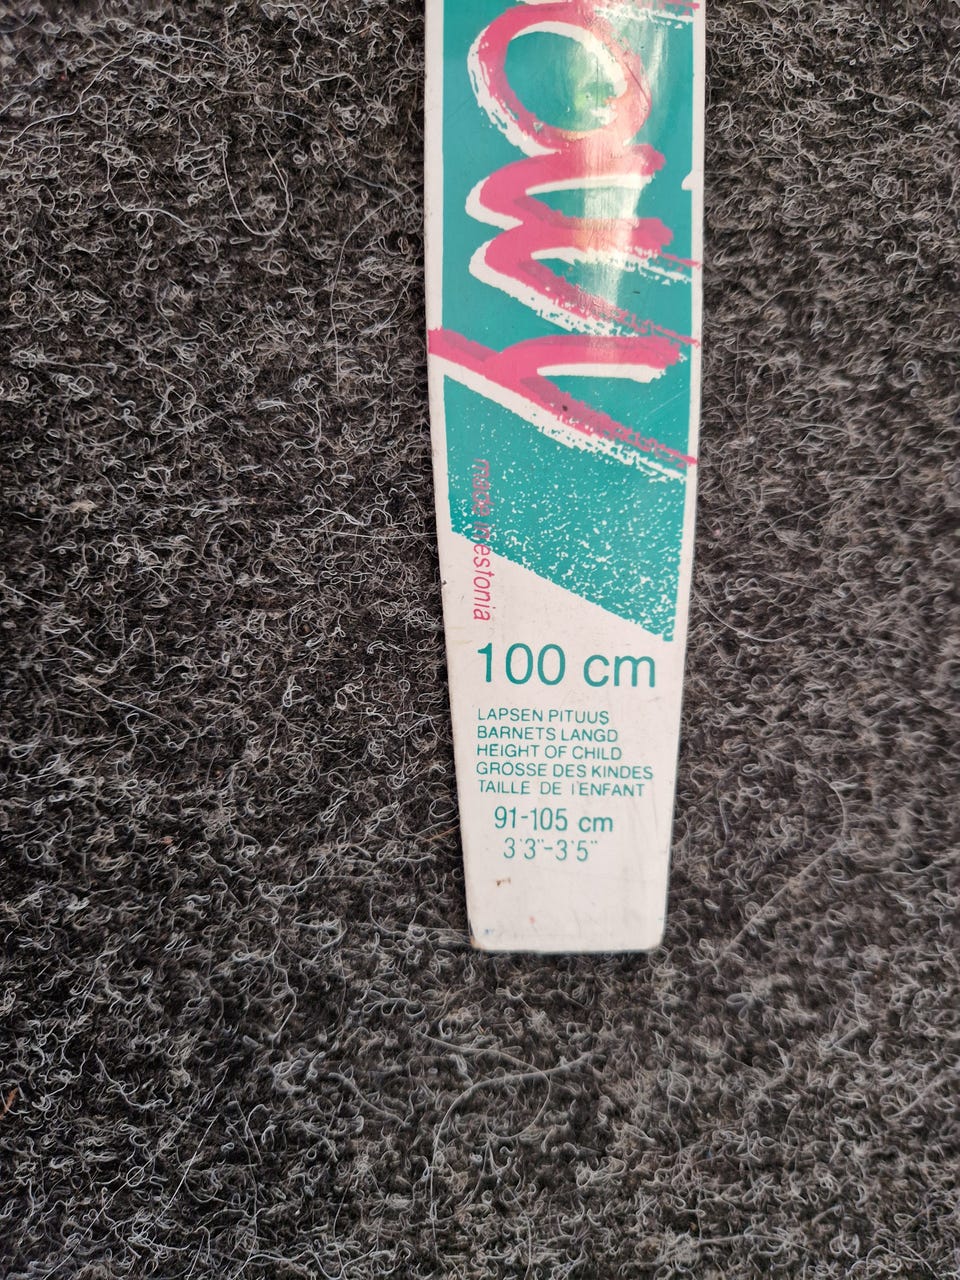 made in estonia
100 cm
LAPSEN PITUUS
BARNETS LANGD
HEIGHT OF CHILD
GRÖSSE DES KINDES
TAILLE DE l'ENFANT
91-105 cm
3'3"-3'5"